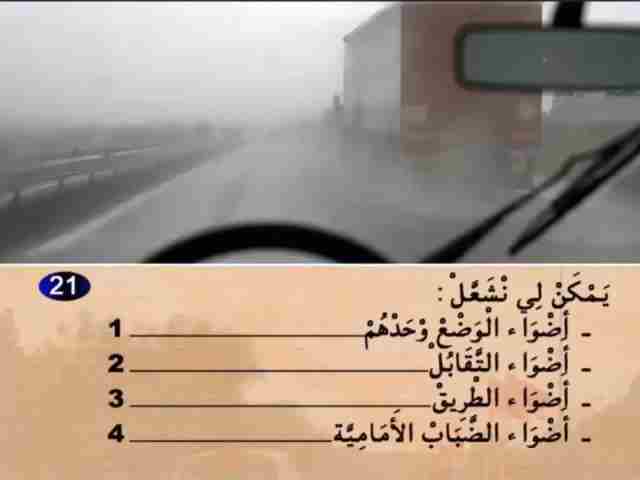 21
يَمْكَنْ لِي نْشَعَّلْ :
- أَضْوَاء الْوَضْعْ وْحَدْهُمْ 1
- أَضْوَاء التَّقَابُلْ 2
- أَضْوَاء الطْرِيقْ 3
- أَضْوَاء الضَّبَابْ الأَمَامِيَّة 4